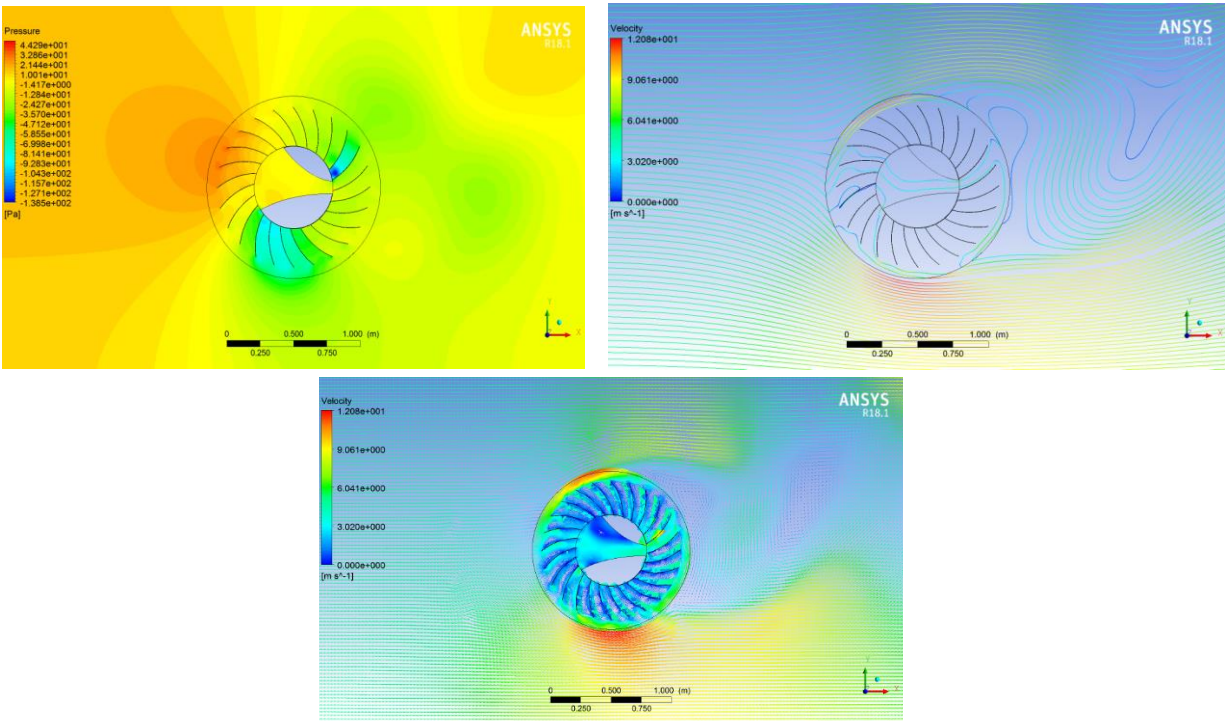 Pressure
4.429e+001
3.286e+001
2.144e+001
1.001e+001
-1.417e+000
-1.284e+001
-2.427e+001
-3.570e+001
-4.712e+001
-5.855e+001
-6.998e+001
-8.141e+001
-9.283e+001
-1.043e+002
-1.157e+002
-1.271e+002
-1.385e+002
[Pa]
ANSYS
R18.1
0 0.500 1.000 (m)
0.250 0.750
Y
X
Velocity
1.208e+001
9.061e+000
6.041e+000
3.020e+000
0.000e+000
[m s^-1]
ANSYS
R18.1
0 0.500 1.000 (m)
0.250 0.750
Y
X
Velocity
1.208e+001
9.061e+000
6.041e+000
3.020e+000
0.000e+000
[m s^-1]
ANSYS
R18.1
0 0.500 1.000 (m)
0.250 0.750
Y
X